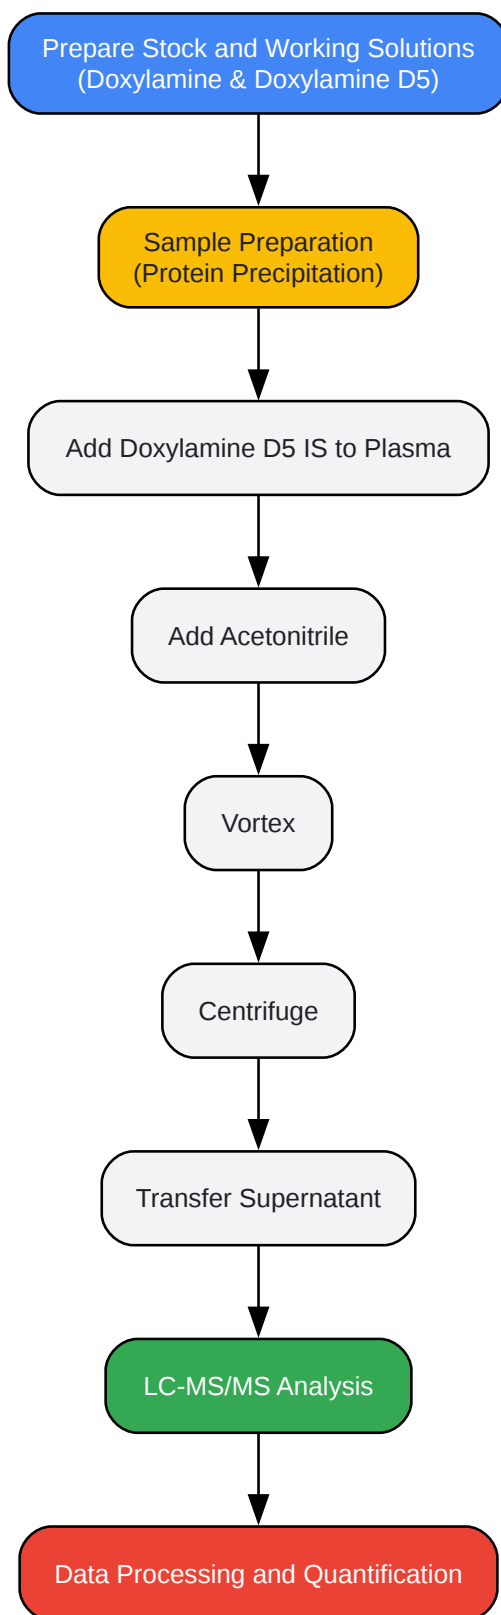 Prepare Stock and Working Solutions
(Doxylamine & Doxylamine D5)
Sample Preparation
(Protein Precipitation)
Add Doxylamine D5 IS to Plasma
Add Acetonitrile
Vortex
Centrifuge
Transfer Supernatant
LC-MS/MS Analysis
Data Processing and Quantification